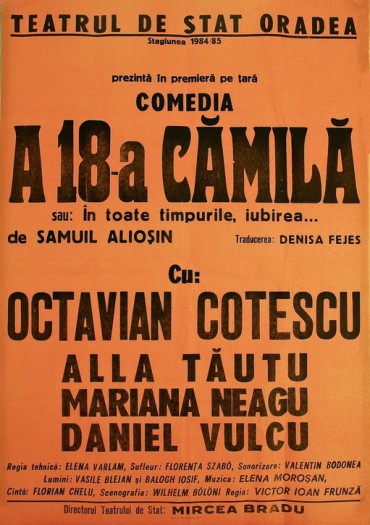 TEATRUL DE STAT ORADEA
Stagiunea 1984/85
prezintă în premieră pe țară
COMEDIA
A 18-a CĂMILĂ
sau: În toate timpurile, iubirea...
de SAMUIL ALIOȘIN Traducerea: DENISA FEJES
Cu:
OCTAVIAN COTESCU
ALLA TĂUTU
MARIANA NEAGU
DANIEL VULCU
Regia tehnică: ELENA VARLAM, Sufleur: FLORENȚA SZABÓ, Sonorizare: VALENTIN BODONEA
Lumini: VASILE BLEJAN și BALOGH IOSIF, Muzica: ELENA MOROȘAN,
Cîntă: FLORIAN CHELU, Scenografia: WILHELM BÖLÖNI Regia: VICTOR IOAN FRUNZĂ
Directorul Teatrului de Stat: MIRCEA BRADU